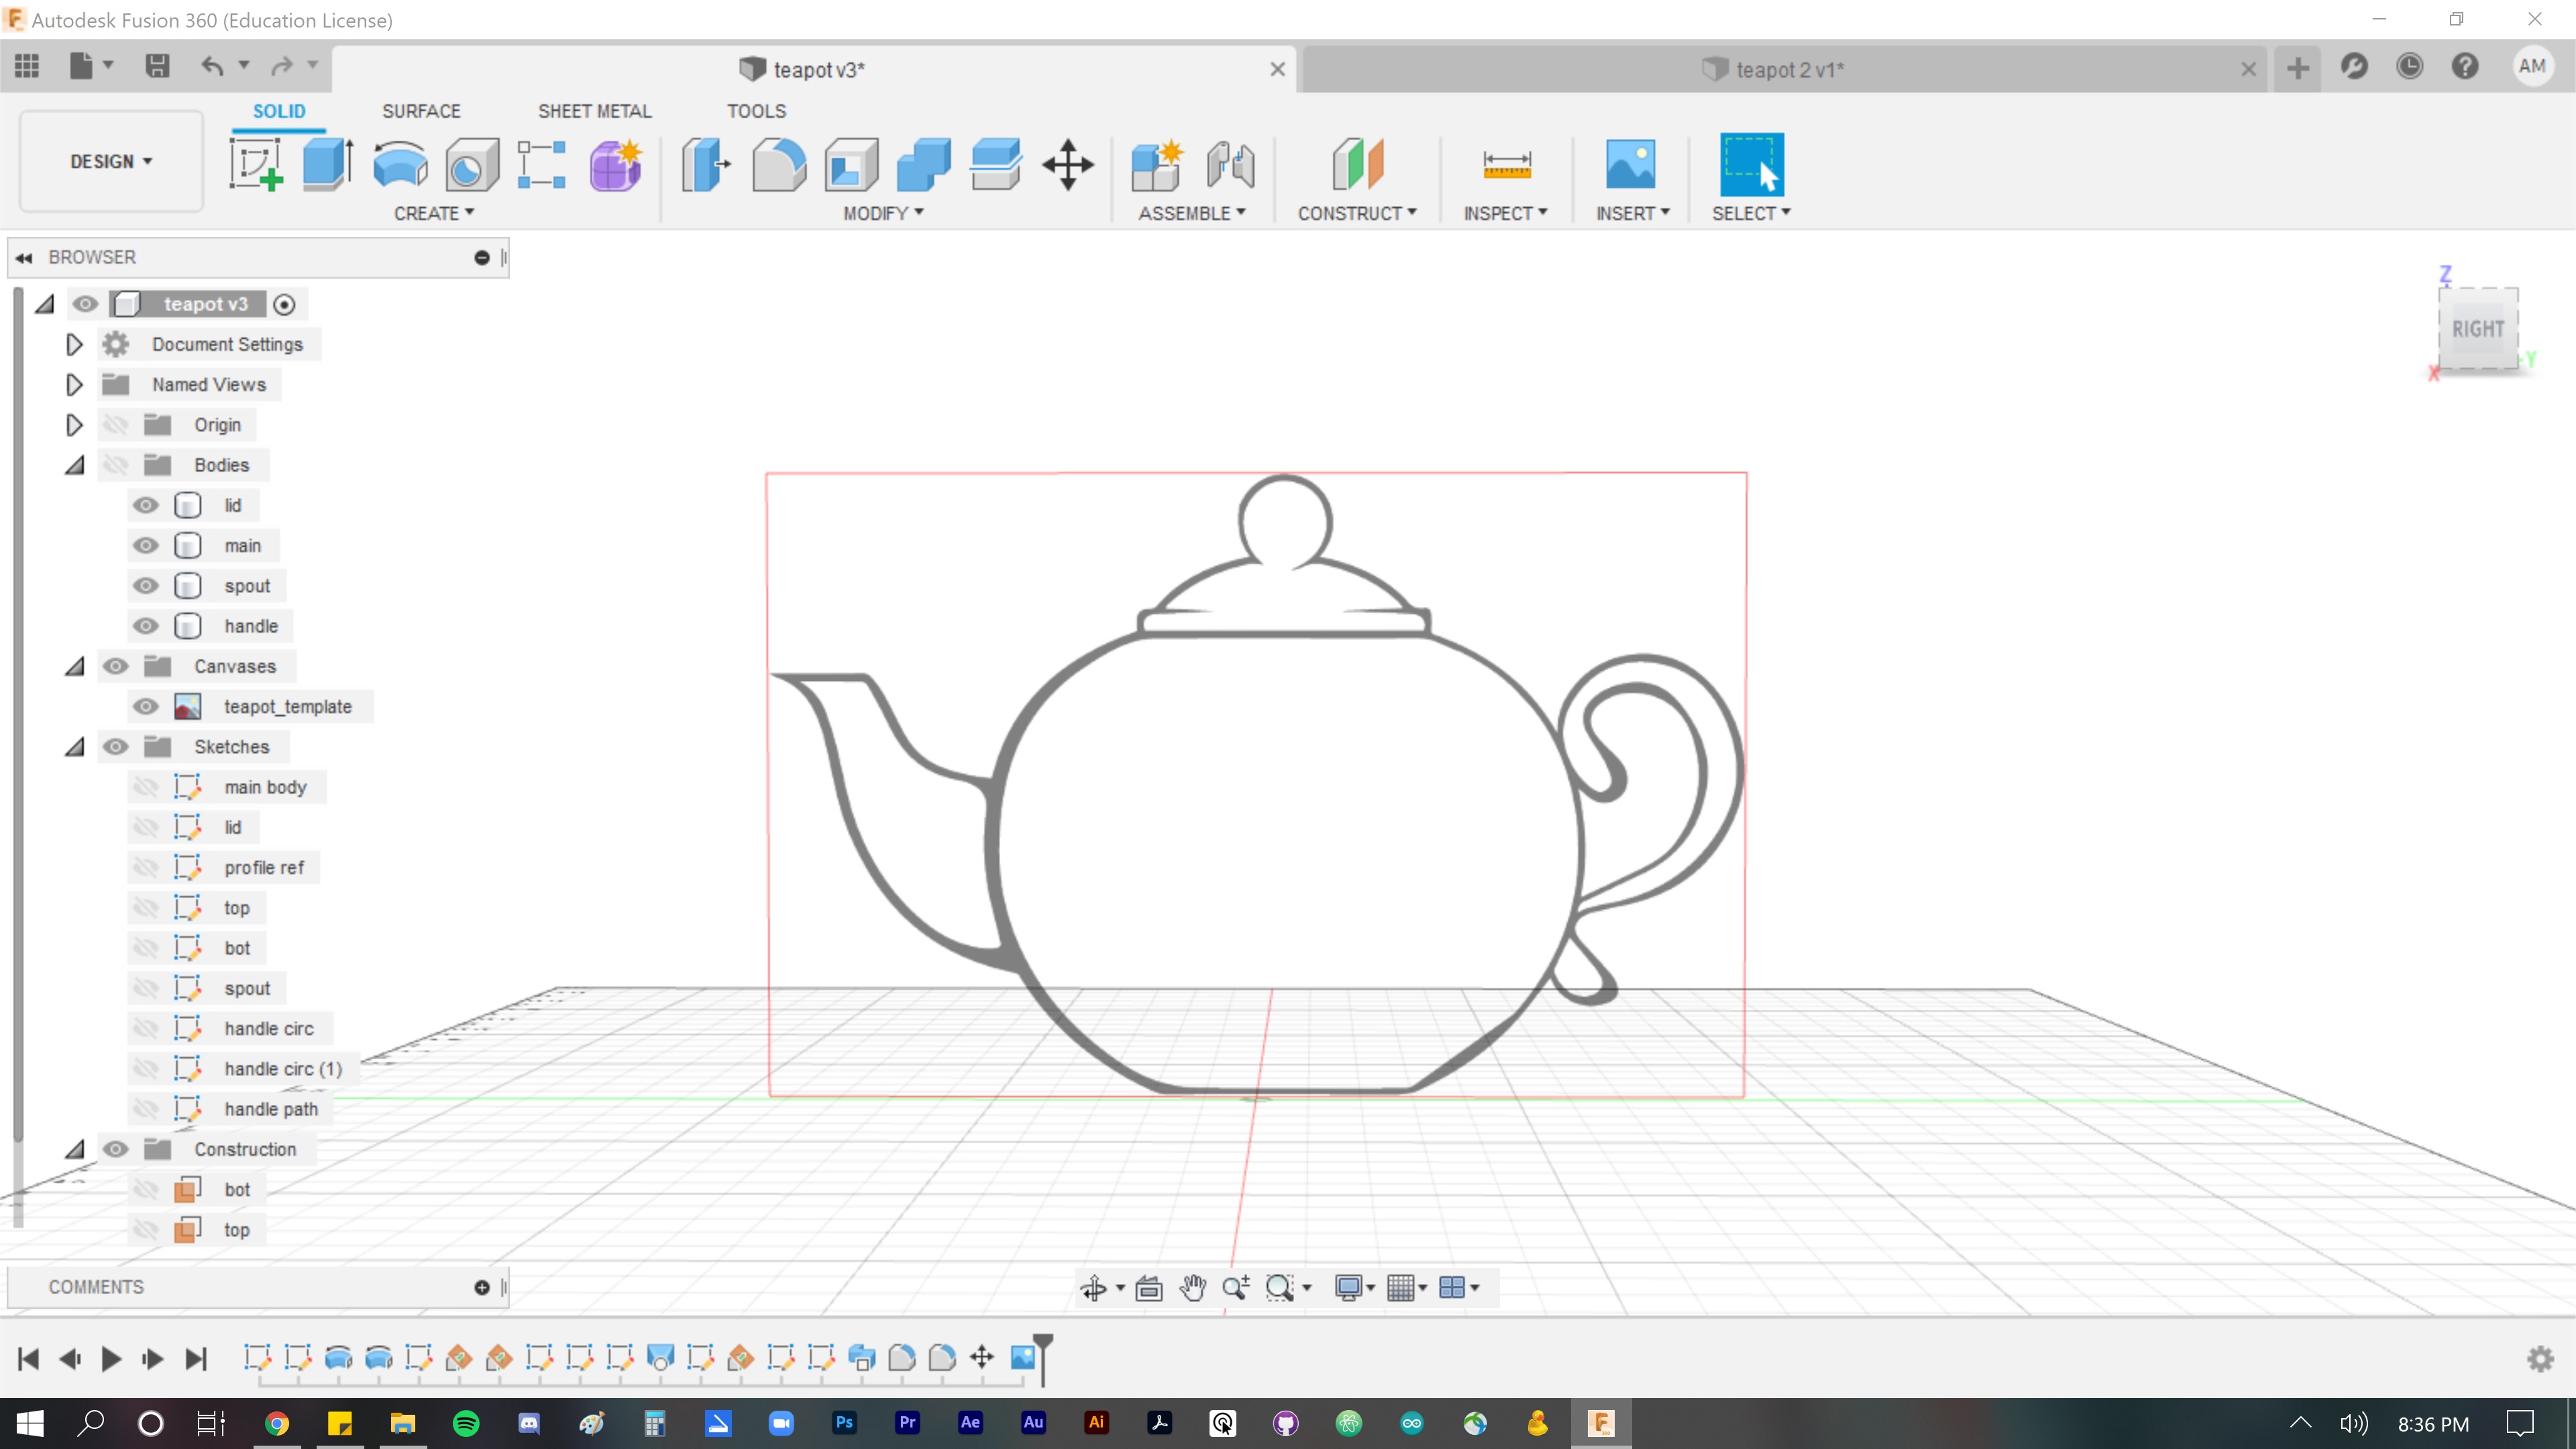 Autodesk Fusion 360 (Education License)
teapot v3*
teapot 2 v1*
AM
SOLID SURFACE SHEET METAL TOOLS
DESIGN
CREATE MODIFY ASSEMBLE CONSTRUCT INSPECT INSERT SELECT
BROWSER
teapot v3
Document Settings
Named Views
Origin
Bodies
lid
main
spout
handle
Canvases
teapot_template
Sketches
main body
lid
profile ref
top
bot
spout
handle circ
handle circ (1)
handle path
Construction
bot
top
Z
RIGHT
-Y
X
COMMENTS
Ps Pr Ae Au Ai
8:36 PM